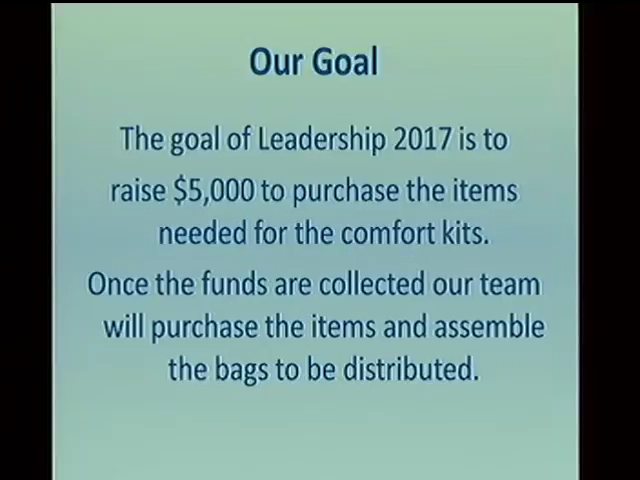 Our Goal
The goal of Leadership 2017 is to
raise $5,000 to purchase the items
needed for the comfort kits.
Once the funds are collected our team
will purchase the items and assemble
the bags to be distributed.